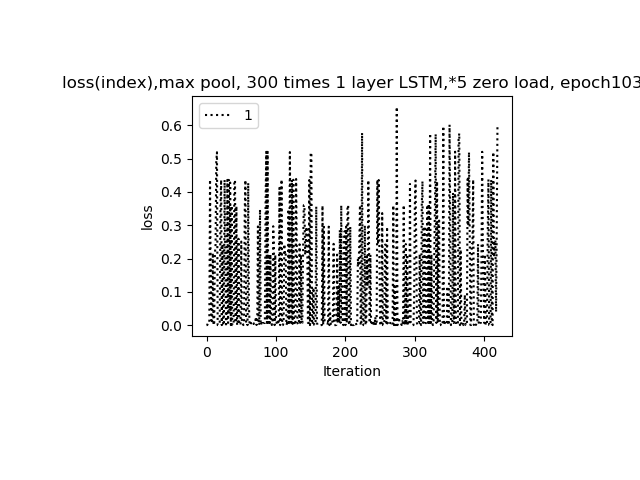 loss(index),max pool, 300 times 1 layer LSTM,*5 zero load, epoch103
1
0.6
0.5
0.4
0.3
0.2
0.1
0.0
loss
0 100 200 300 400
Iteration